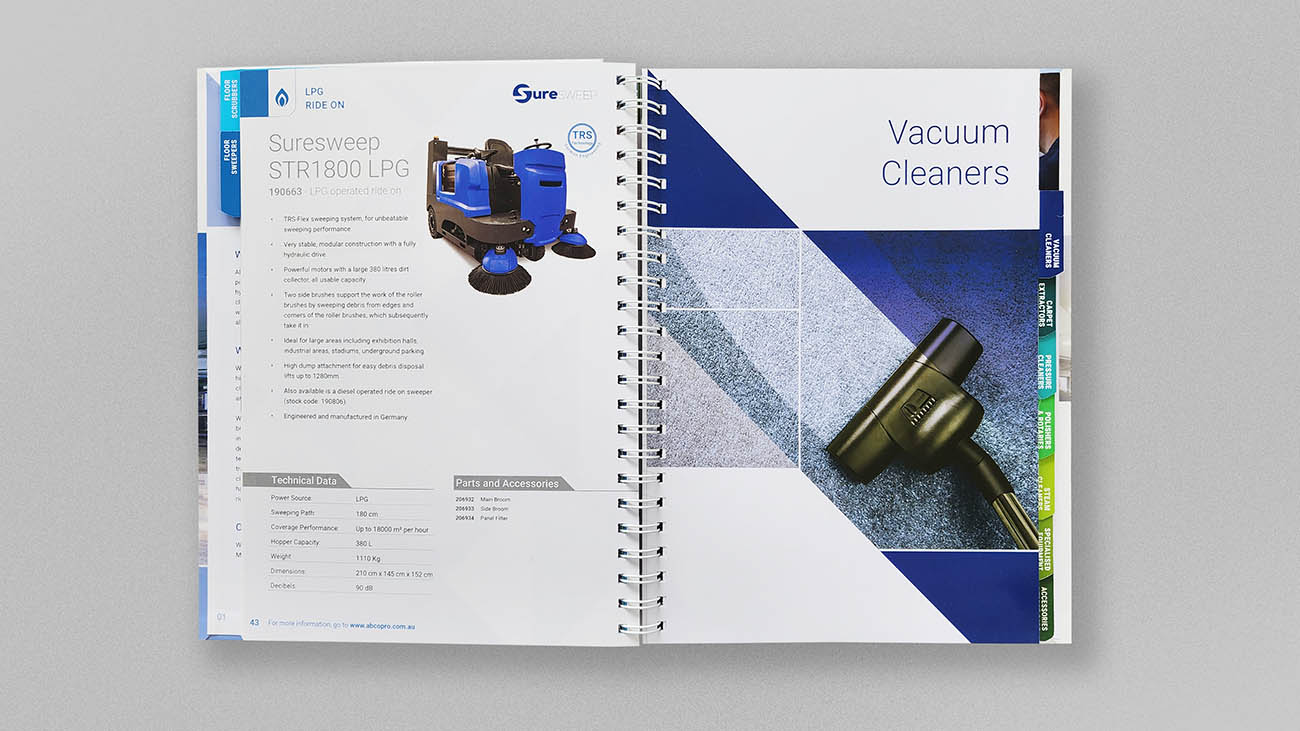 FLOOR
SCRUBBERS
FLOOR
SWEEPERS
LPG
RIDE ON
SureSWEEP
Suresweep
STR1800 LPG
190663 - LPG operated ride on
TRS
Technology
• TRS-Flex sweeping system, for unbeatable
sweeping performance
• Very stable, modular construction with a fully
hydraulic drive
• Powerful motors with a large 380 litres dirt
collector, all usable capacity
• Two side brushes support the work of the roller
brushes by sweeping debris from edges and
corners of the roller brushes, which subsequently
take it in
• Ideal for large areas including exhibition halls,
industrial areas, stadiums, underground parking
• High dump attachment for easy debris disposal
lifts up to 1280mm
• Also available is a diesel operated ride on sweeper
(stock code: 190806)
• Engineered and manufactured in Germany
Technical Data
Power Source: LPG
Sweeping Path: 180 cm
Coverage Performance: Up to 18000 m² per hour
Hopper Capacity: 380 L
Weight: 1110 Kg
Dimensions: 210 cm x 145 cm x 152 cm
Decibels: 90 dB
Parts and Accessories
206932 Main Broom
206933 Side Broom
206934 Panel Filter
01
43 For more information, go to www.abcopro.com.au
Vacuum
Cleaners
VACUUM
CLEANERS
CARPET
EXTRACTORS
PRESSURE
CLEANERS
POLISHERS
& ROTARIES
STEAM
CLEANERS
SPECIALISED
EQUIPMENT
ACCESSORIES